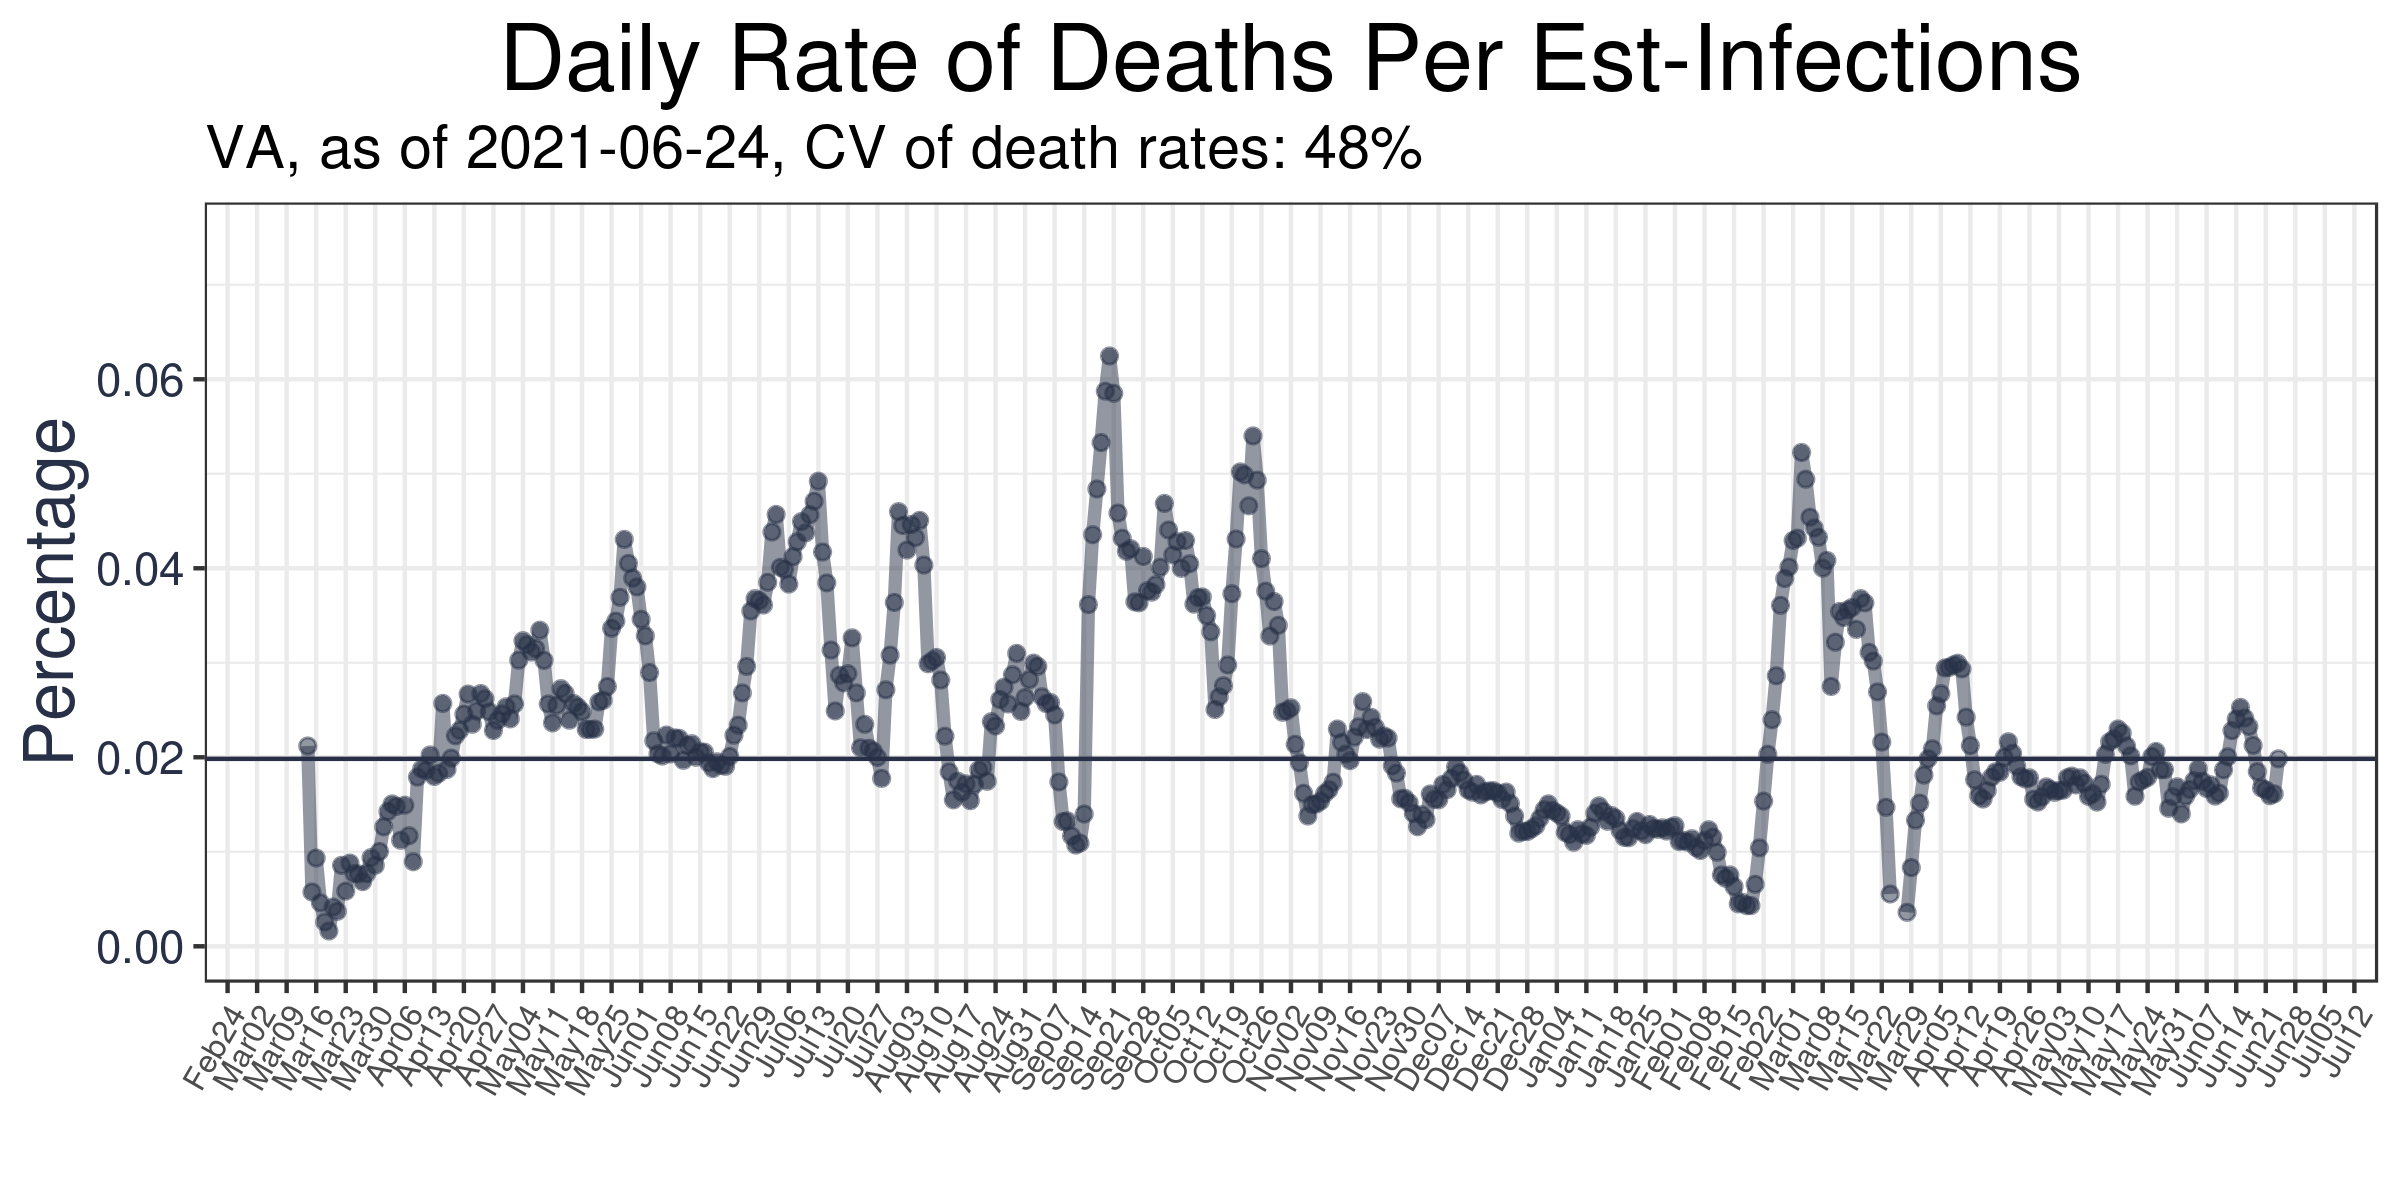 Daily Rate of Deaths Per Est-Infections
VA, as of 2021-06-24, CV of death rates: 48%
Percentage
0.06
0.04
0.02
0.00
Feb24
Mar02
Mar09
Mar16
Mar23
Mar30
Apr06
Apr13
Apr20
Apr27
May04
May11
May18
May25
Jun01
Jun08
Jun15
Jun22
Jun29
Jul06
Jul13
Jul20
Jul27
Aug03
Aug10
Aug17
Aug24
Aug31
Sep07
Sep14
Sep21
Sep28
Oct05
Oct12
Oct19
Oct26
Nov02
Nov09
Nov16
Nov23
Nov30
Dec07
Dec14
Dec21
Dec28
Jan04
Jan11
Jan18
Jan25
Feb01
Feb08
Feb15
Feb22
Mar01
Mar08
Mar15
Mar22
Mar29
Apr05
Apr12
Apr19
Apr26
May03
May10
May17
May24
May31
Jun07
Jun14
Jun21
Jun28
Jul05
Jul12